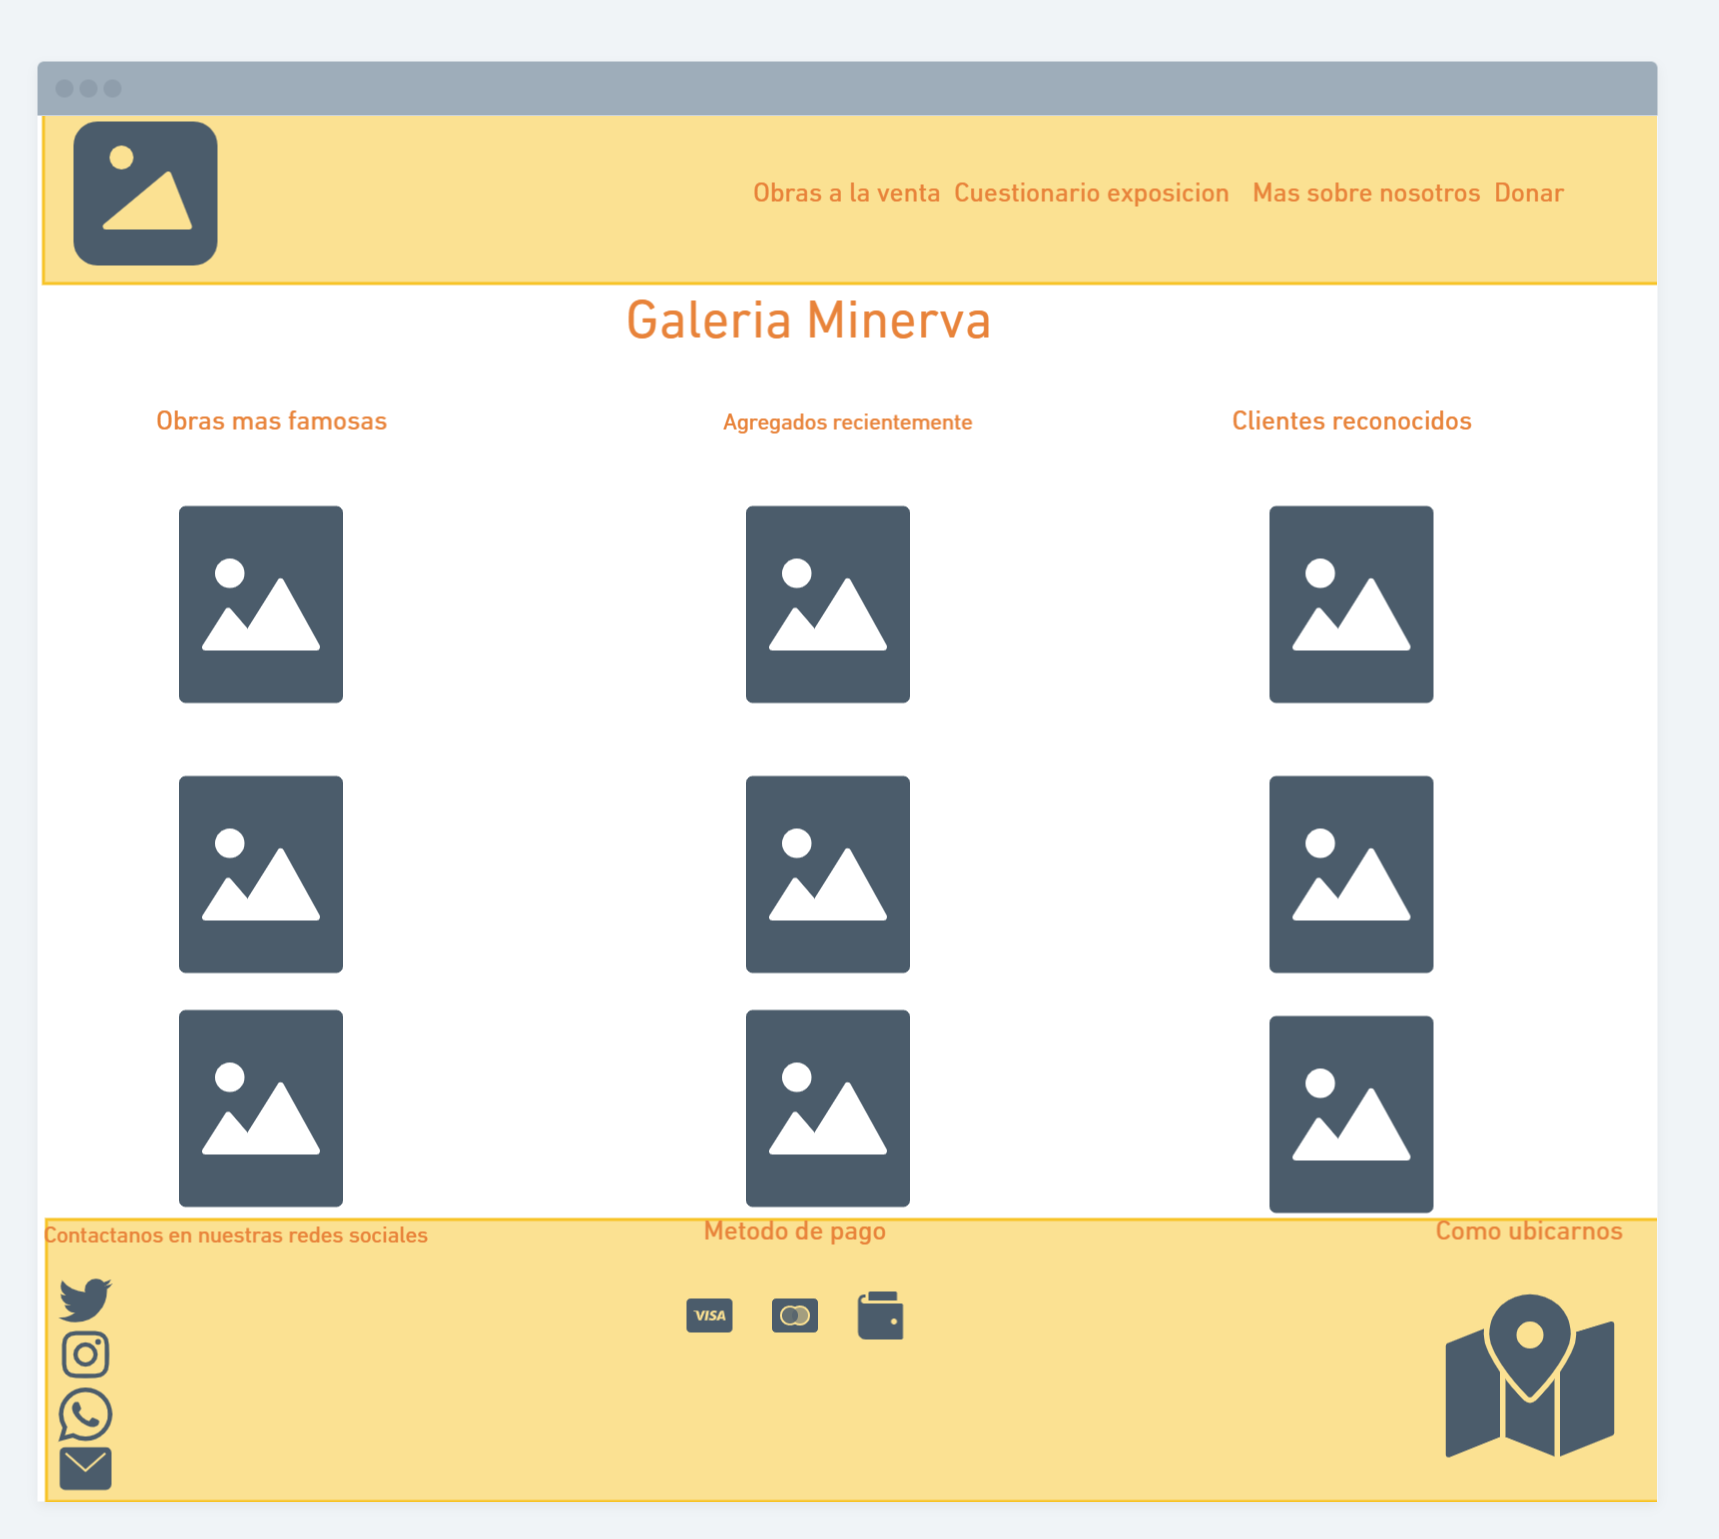 Obras a la venta Cuestionario exposicion Mas sobre nosotros Donar
Galeria Minerva
Obras mas famosas
Agregados recientemente
Clientes reconocidos
Contactanos en nuestras redes sociales
Metodo de pago
Como ubicarnos
VISA